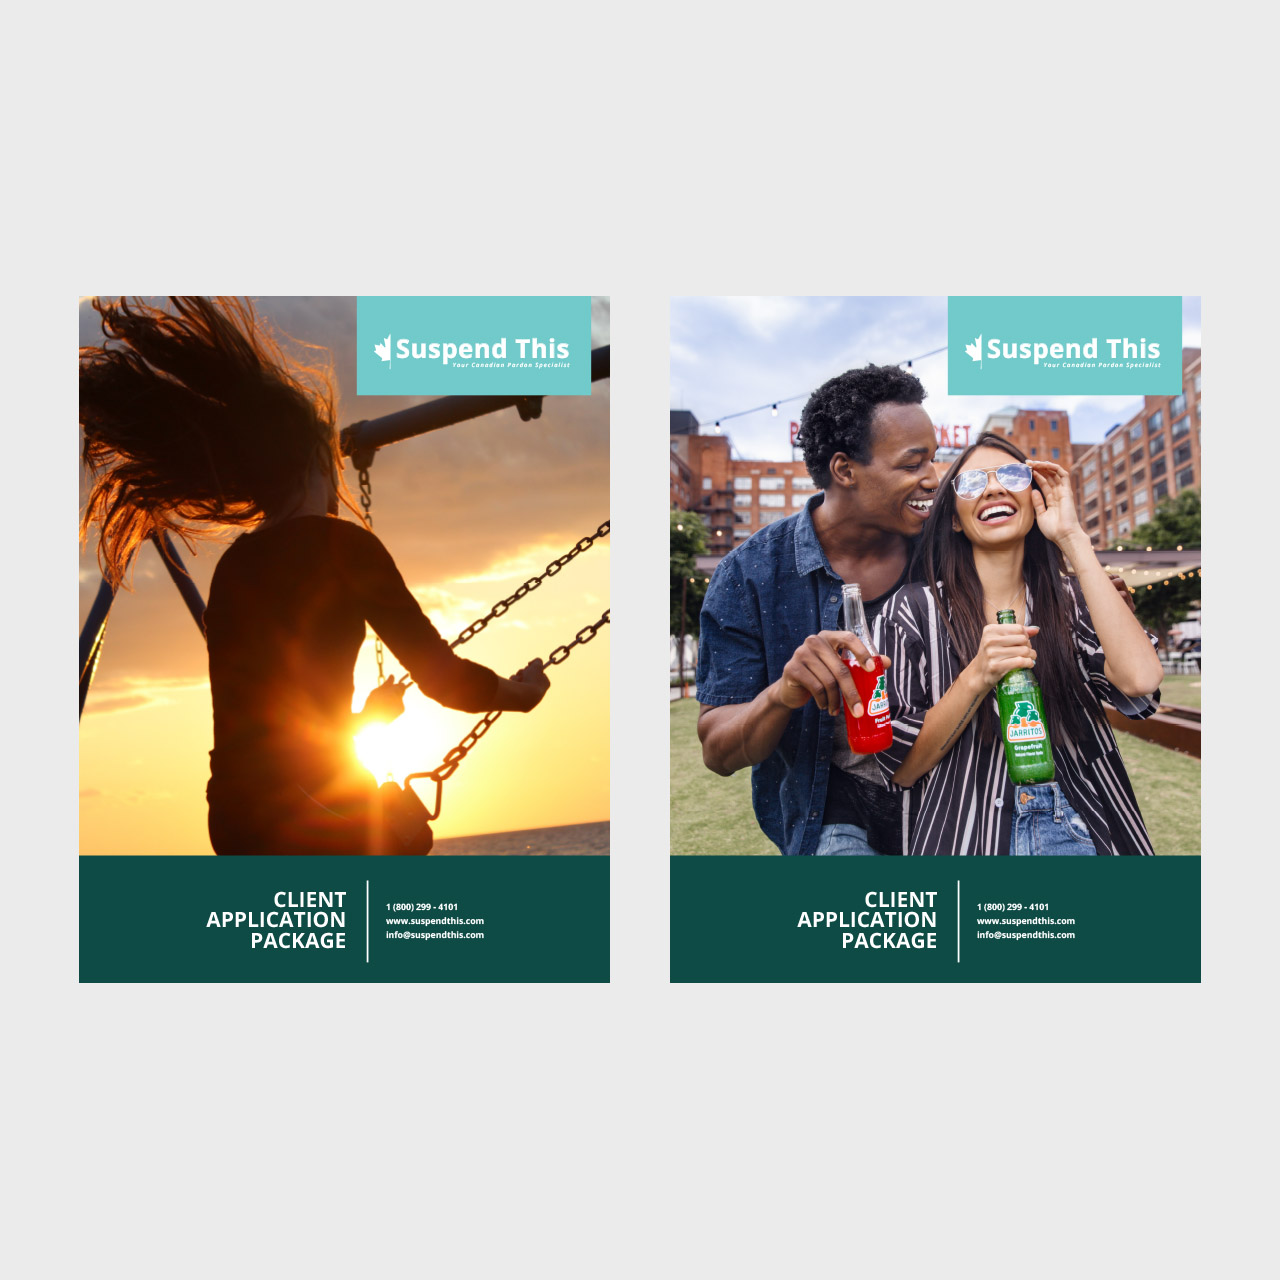 Suspend This
Your Canadian Pardon Specialist
CLIENT
APPLICATION
PACKAGE
1 (800) 299 - 4101
www.suspendthis.com
info@suspendthis.com
Suspend This
Your Canadian Pardon Specialist
KET
JARRITOS
JARRITOS
Grapefruit
CLIENT
APPLICATION
PACKAGE
1 (800) 299 - 4101
www.suspendthis.com
info@suspendthis.com